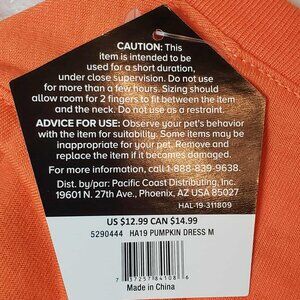 CAUTION: This
item is intended to be
used for a short duration,
under close supervision. Do not use
for more than a few hours. Sizing should
allow room for 2 fingers to fit between the item
and the neck. Do not use as a restraint.
ADVICE FOR USE: Observe your pet's behavior
with the item for suitability. Some items may be
inappropriate for your pet. Remove and
replace the item if it becomes damaged.
For more information, call 1-888-839-9638.
Dist. by/par: Pacific Coast Distributing, Inc.
19601 N. 27th Ave., Phoenix, AZ USA 85027
HAL-19-311809
US $12.99 CAN $14.99
5290444 HA19 PUMPKIN DRESS M
7 37257 84108 6
Made in China